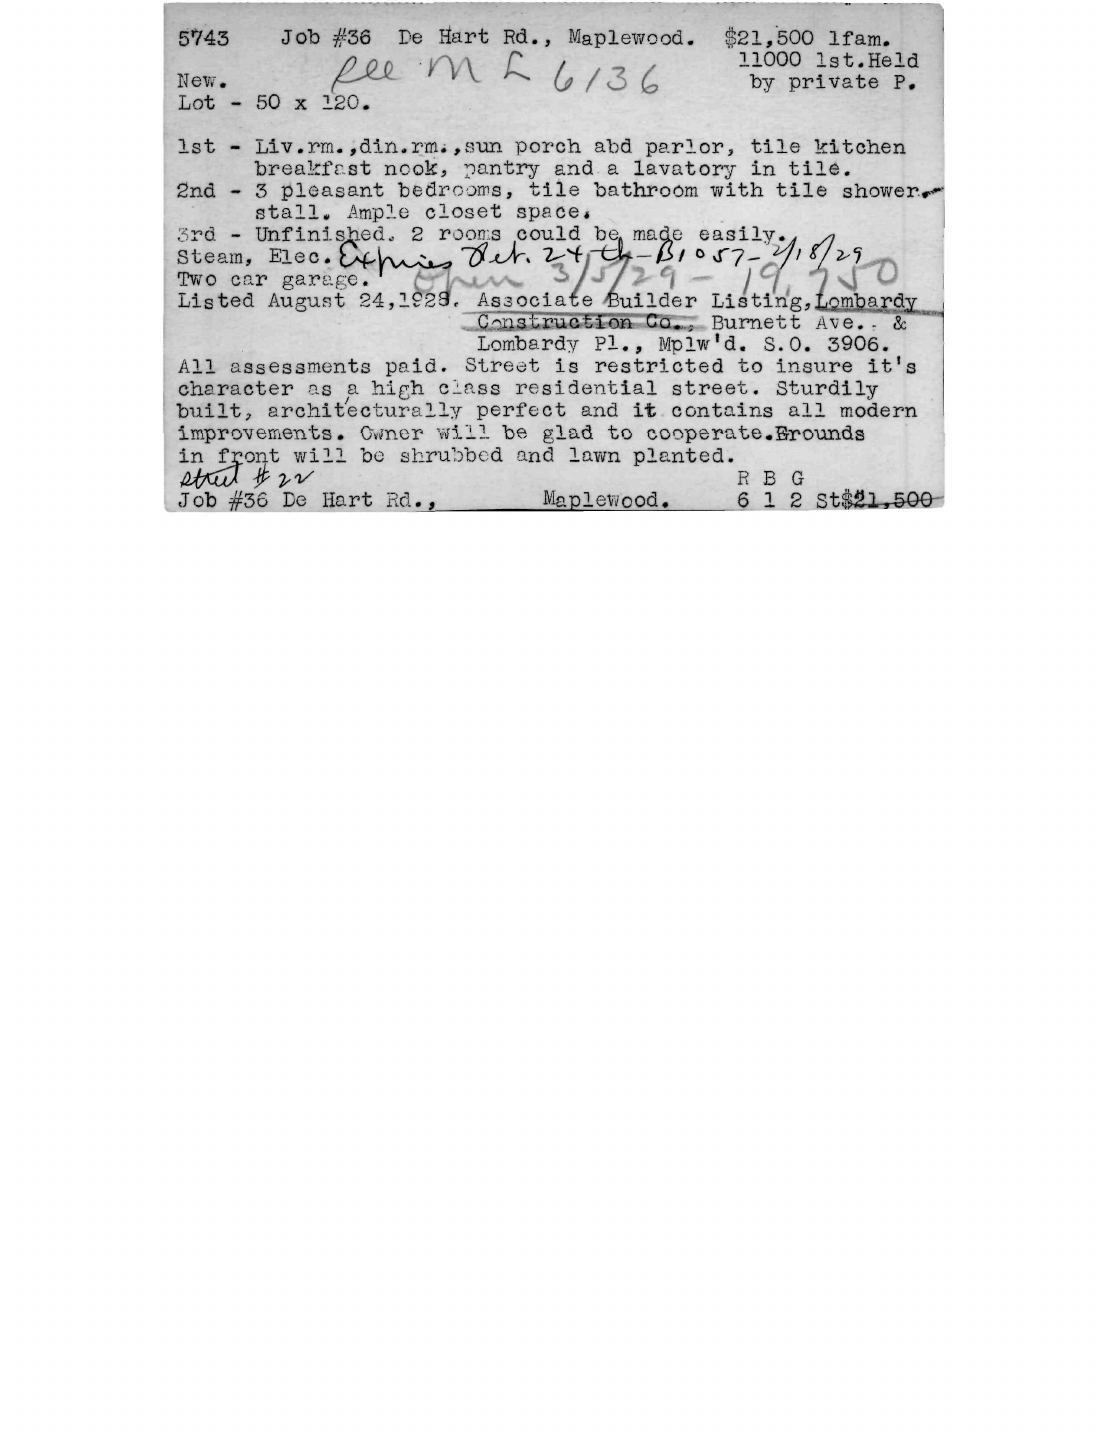 5743 Job #36 De Hart Rd., Maplewood. $21,500 1fam.
11000 1st.Held
New. See M L 6136 by private P.
Lot - 50 x 120.
1st - Liv.rm.,din.rm.,sun porch abd parlor, tile kitchen
breakfast nook, pantry and a lavatory in tile.
2nd - 3 pleasant bedrooms, tile bathroom with tile shower.
stall. Ample closet space.
3rd - Unfinished. 2 rooms could be made easily.
Steam, Elec. Expires Oct. 24th - B1057 - 2/18/29
Two car garage. Open 3/5/29 - 19,750
Listed August 24,1928. Associate Builder Listing,Lombardy
Construction Co., Burnett Ave.. &
Lombardy Pl., Mplw'd. S.O. 3906.
All assessments paid. Street is restricted to insure it's
character as a high class residential street. Sturdily
built, architecturally perfect and it contains all modern
improvements. Owner will be glad to cooperate.Grounds
in front will be shrubbed and lawn planted.
Street # 22 R B G
Job #36 De Hart Rd., Maplewood. 6 1 2 St$21,500